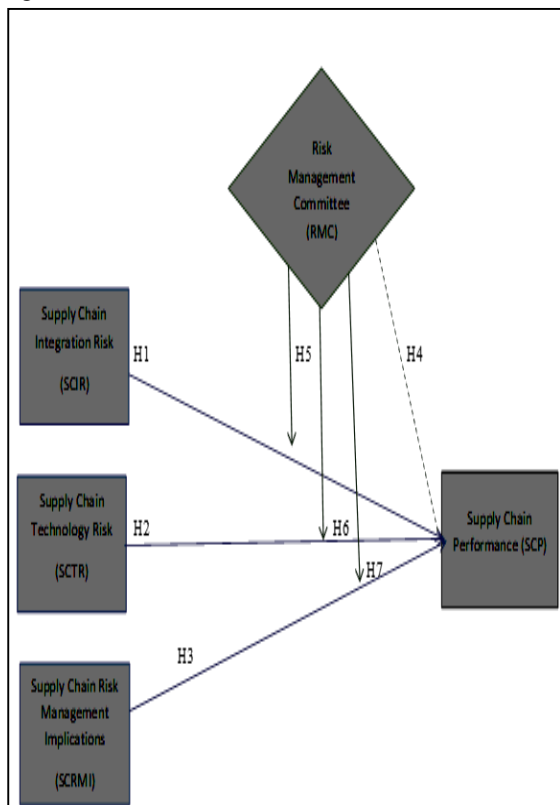 Risk
Management
Committee
(RMC)
Supply Chain
Integration Risk
(SCIR)
H1
H5
H4
Supply Chain
Technology Risk
(SCTR)
H2
H6
Supply Chain
Performance (SCP)
H7
H3
Supply Chain Risk
Management
Implications
(SCRMI)